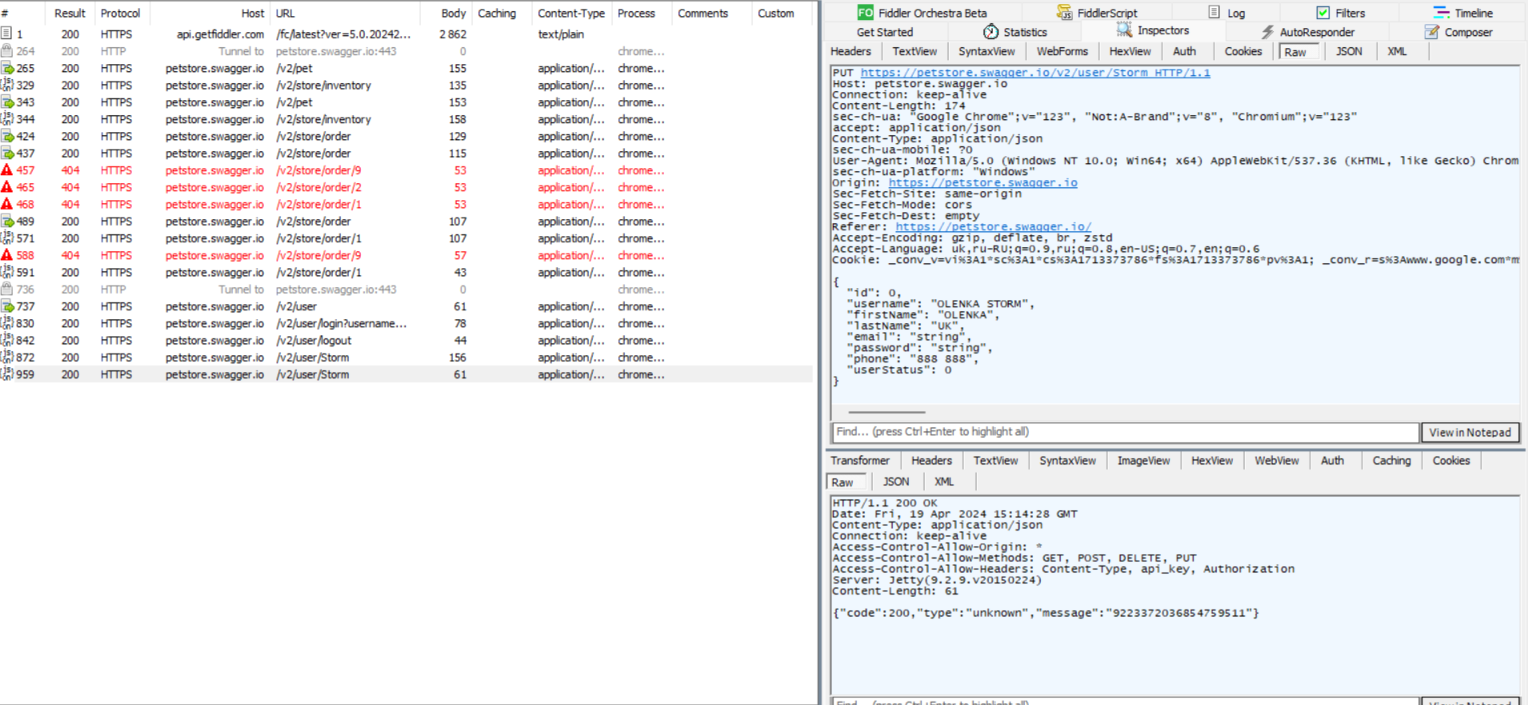 # Result Protocol Host URL Body Caching Content-Type Process Comments Custom
1 200 HTTPS api.getfiddler.com /fc/latest?ver=5.0.20242... 2 862 text/plain
264 200 HTTP Tunnel to petstore.swagger.io:443 0 chrome...
265 200 HTTPS petstore.swagger.io /v2/pet 155 application/... chrome...
329 200 HTTPS petstore.swagger.io /v2/store/inventory 135 application/... chrome...
343 200 HTTPS petstore.swagger.io /v2/pet 153 application/... chrome...
344 200 HTTPS petstore.swagger.io /v2/store/inventory 158 application/... chrome...
424 200 HTTPS petstore.swagger.io /v2/store/order 129 application/... chrome...
437 200 HTTPS petstore.swagger.io /v2/store/order 115 application/... chrome...
457 404 HTTPS petstore.swagger.io /v2/store/order/9 53 application/... chrome...
465 404 HTTPS petstore.swagger.io /v2/store/order/2 53 application/... chrome...
468 404 HTTPS petstore.swagger.io /v2/store/order/1 53 application/... chrome...
489 200 HTTPS petstore.swagger.io /v2/store/order 107 application/... chrome...
571 200 HTTPS petstore.swagger.io /v2/store/order/1 107 application/... chrome...
588 404 HTTPS petstore.swagger.io /v2/store/order/9 57 application/... chrome...
591 200 HTTPS petstore.swagger.io /v2/store/order/1 43 application/... chrome...
736 200 HTTP Tunnel to petstore.swagger.io:443 0 chrome...
737 200 HTTPS petstore.swagger.io /v2/user 61 application/... chrome...
830 200 HTTPS petstore.swagger.io /v2/user/login?username... 78 application/... chrome...
842 200 HTTPS petstore.swagger.io /v2/user/logout 44 application/... chrome...
872 200 HTTPS petstore.swagger.io /v2/user/Storm 156 application/... chrome...
959 200 HTTPS petstore.swagger.io /v2/user/Storm 61 application/... chrome...
FO Fiddler Orchestra Beta FiddlerScript Log Filters Timeline
Get Started Statistics Inspectors AutoResponder Composer
Headers TextView SyntaxView WebForms HexView Auth Cookies Raw JSON XML
PUT https://petstore.swagger.io/v2/user/Storm HTTP/1.1
Host: petstore.swagger.io
Connection: keep-alive
Content-Length: 174
sec-ch-ua: "Google Chrome";v="123", "Not:A-Brand";v="8", "Chromium";v="123"
accept: application/json
Content-Type: application/json
sec-ch-ua-mobile: ?0
User-Agent: Mozilla/5.0 (Windows NT 10.0; Win64; x64) AppleWebKit/537.36 (KHTML, like Gecko) Chrom
sec-ch-ua-platform: "Windows"
Origin: https://petstore.swagger.io
Sec-Fetch-Site: same-origin
Sec-Fetch-Mode: cors
Sec-Fetch-Dest: empty
Referer: https://petstore.swagger.io/
Accept-Encoding: gzip, deflate, br, zstd
Accept-Language: uk,ru-RU;q=0.9,ru;q=0.8,en-US;q=0.7,en;q=0.6
Cookie: _conv_v=vi%3A1*sc%3A1*cs%3A1713373786*fs%3A1713373786*pv%3A1; _conv_r=s%3Awww.google.com*m
{
"id": 0,
"username": "OLENKA STORM",
"firstName": "OLENKA",
"lastName": "UK",
"email": "string",
"password": "string",
"phone": "888 888",
"userStatus": 0
}
Find... (press Ctrl+Enter to highlight all) View in Notepad
Transformer Headers TextView SyntaxView ImageView HexView WebView Auth Caching Cookies
Raw JSON XML
HTTP/1.1 200 OK
Date: Fri, 19 Apr 2024 15:14:28 GMT
Content-Type: application/json
Connection: keep-alive
Access-Control-Allow-Origin: *
Access-Control-Allow-Methods: GET, POST, DELETE, PUT
Access-Control-Allow-Headers: Content-Type, api_key, Authorization
Server: Jetty(9.2.9.v20150224)
Content-Length: 61
{"code":200,"type":"unknown","message":"9223372036854759511"}
Find... (press Ctrl+Enter to highlight all) View in Notepad